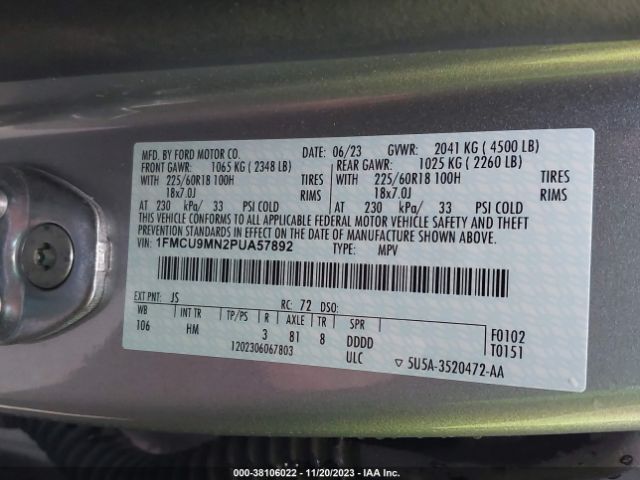 MFD. BY FORD MOTOR CO. DATE: 06/23 GVWR: 2041 KG ( 4500 LB)
FRONT GAWR: 1065 KG ( 2348 LB) REAR GAWR: 1025 KG ( 2260 LB)
WITH 225/60R18 100H TIRES WITH 225/60R18 100H TIRES
18x7.0J RIMS 18x7.0J RIMS
AT 230 kPa/ 33 PSI COLD AT 230 kPa/ 33 PSI COLD
THIS VEHICLE CONFORMS TO ALL APPLICABLE FEDERAL MOTOR VEHICLE SAFETY AND THEFT
PREVENTION STANDARDS IN EFFECT ON THE DATE OF MANUFACTURE SHOWN ABOVE.
VIN: 1FMCU9MN2PUA57892 TYPE: MPV
EXT PNT: JS RC: 72 DSO:
WB INT TR TP/PS R AXLE TR SPR
106 HM 3 81 8 DDDD F0102
1202306067803 ULC T0151
▽ 5U5A-3520472-AA
000-38106022 — 11/20/2023 — IAA Inc.